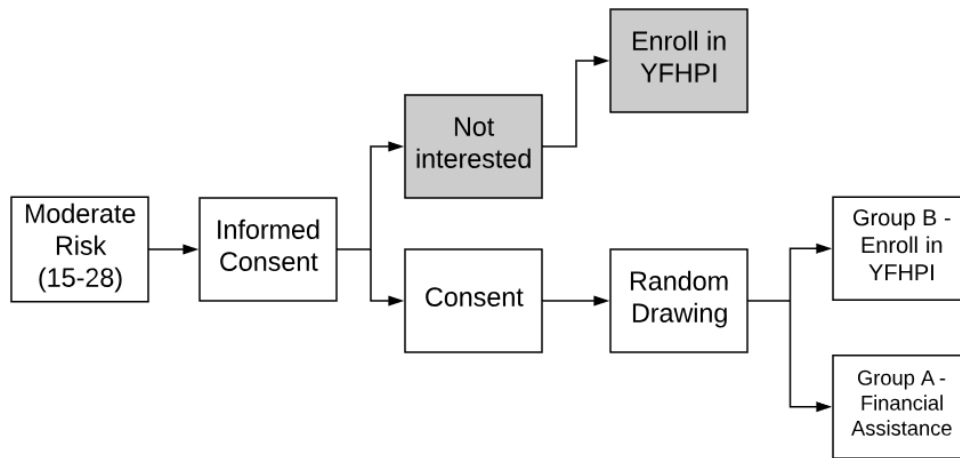 Enroll in
YFHPI
Not
interested
Moderate
Risk
(15-28)
Informed
Consent
Consent
Random
Drawing
Group B -
Enroll in
YFHPI
Group A -
Financial
Assistance